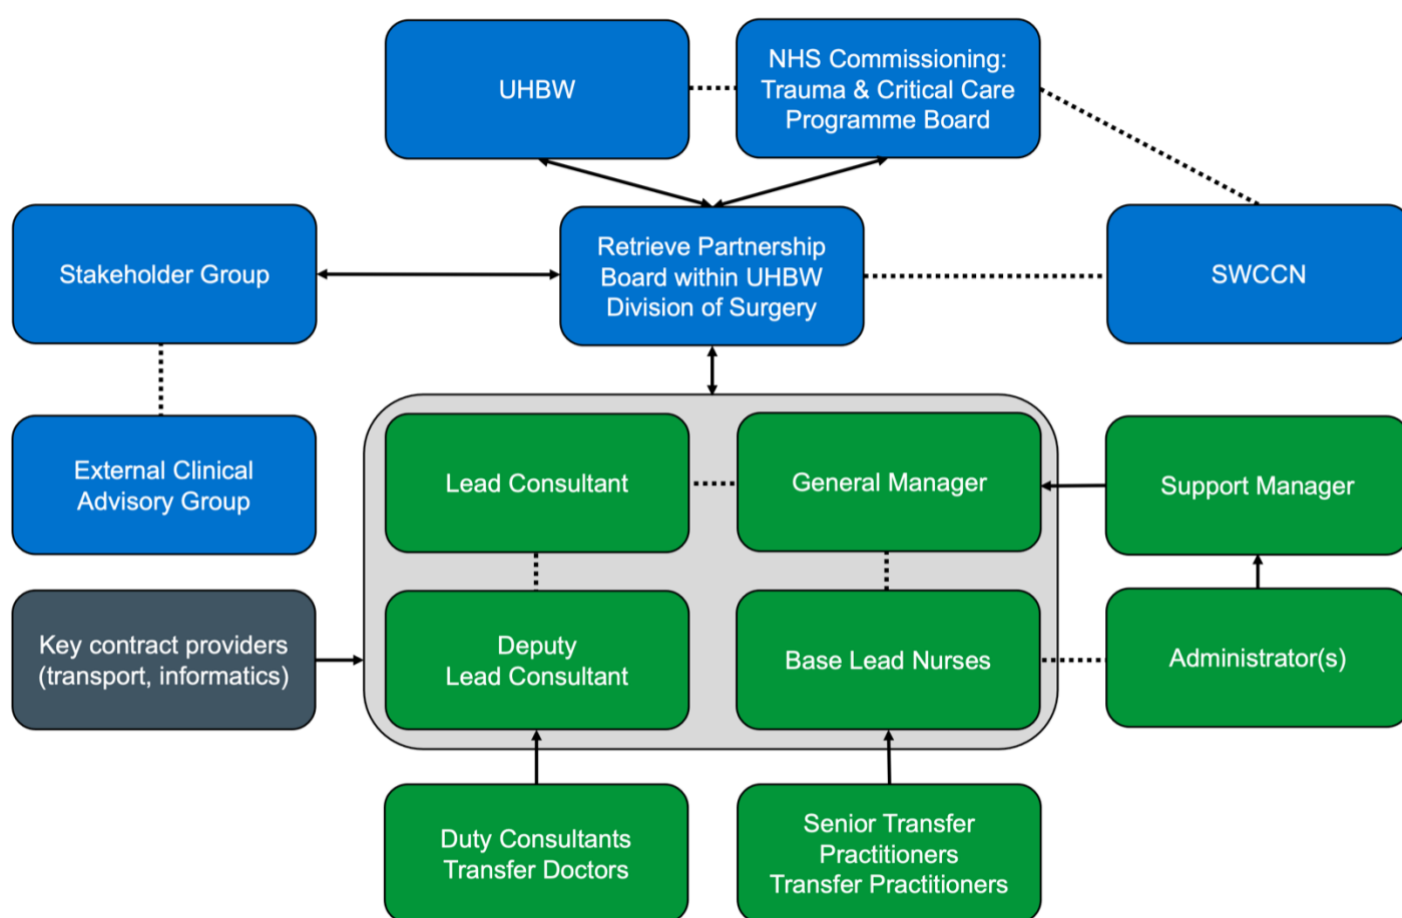 UHBW
NHS Commissioning:
Trauma & Critical Care
Programme Board
Stakeholder Group
Retrieve Partnership
Board within UHBW
Division of Surgery
SWCCN
External Clinical
Advisory Group
Lead Consultant
General Manager
Support Manager
Key contract providers
(transport, informatics)
Deputy
Lead Consultant
Base Lead Nurses
Administrator(s)
Duty Consultants
Transfer Doctors
Senior Transfer
Practitioners
Transfer Practitioners